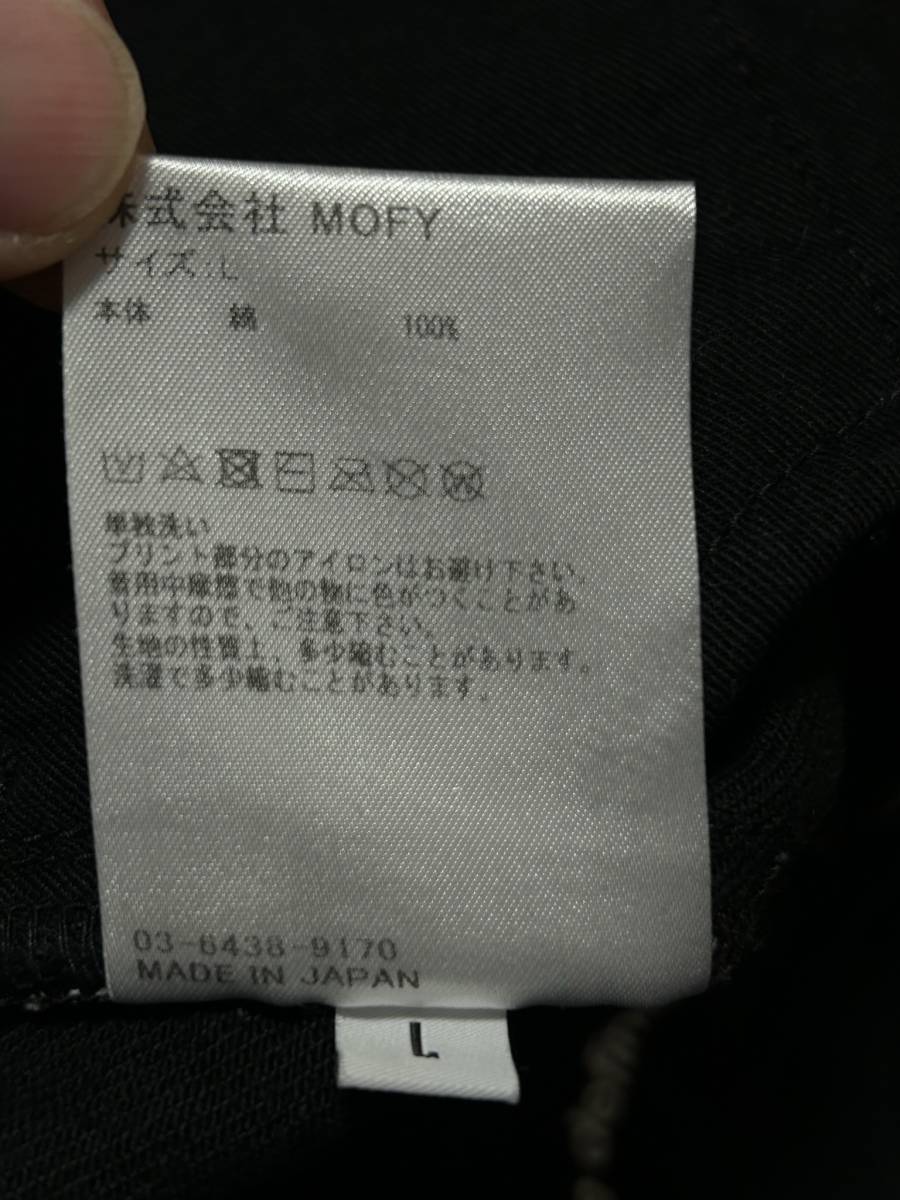 株式会社 MOFY
サイズ:L
本体 綿 100%
単独洗い
プリント部分のアイロンはお避け下さい。
着用中摩擦で他の物に色がつくことがあ
りますので、ご注意下さい。
生地の性質上、多少縮むことがあります。
洗濯で多少縮むことがあります。
03-6438-9170
MADE IN JAPAN
L